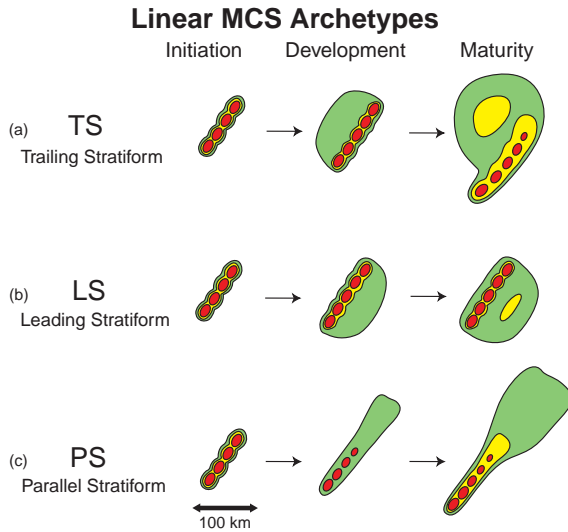 Linear MCS Archetypes
Initiation Development Maturity
(a) TS
Trailing Stratiform
(b) LS
Leading Stratiform
(c) PS
Parallel Stratiform
100 km